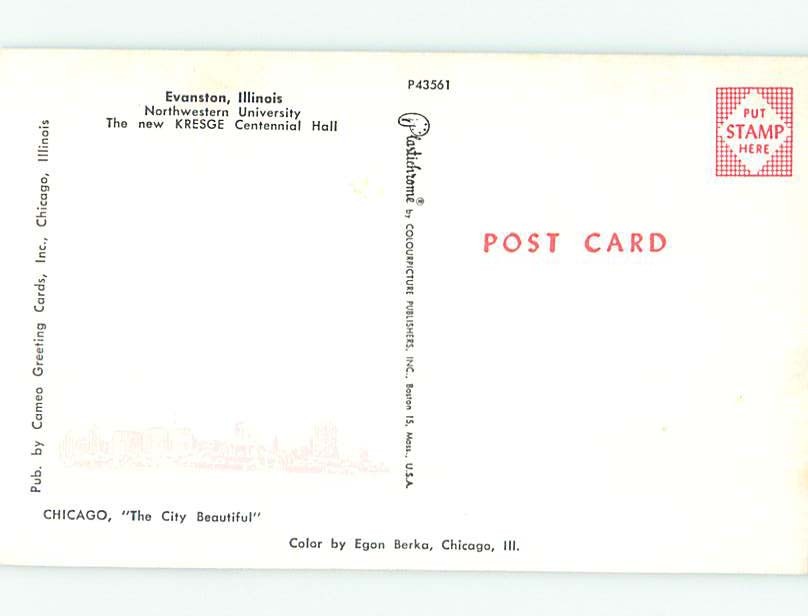 P43561
Evanston, Illinois
Northwestern University
The new KRESGE Centennial Hall
PUT
STAMP
HERE
Pub. by Cameo Greeting Cards, Inc., Chicago, Illinois
Plastichrome® by COLOURPICTURE PUBLISHERS, INC., Boston 15, Mass., U.S.A.
POST CARD
CHICAGO, "The City Beautiful"
Color by Egon Berka, Chicago, Ill.